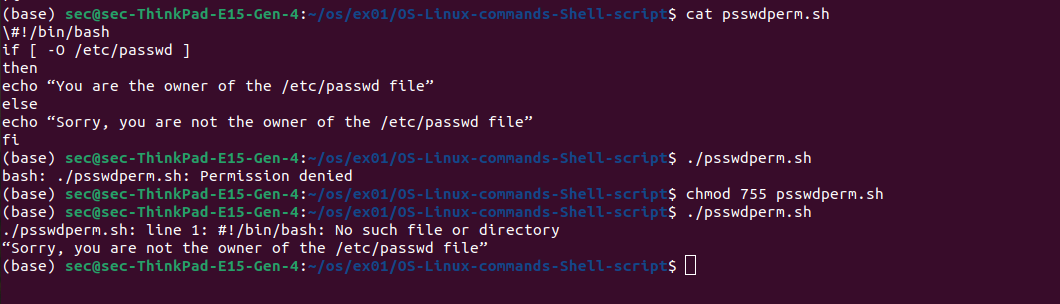 (base) sec@sec-ThinkPad-E15-Gen-4:~/os/ex01/OS-Linux-commands-Shell-script$ cat psswdperm.sh
\#!/bin/bash
if [ -O /etc/passwd ]
then
echo “You are the owner of the /etc/passwd file”
else
echo “Sorry, you are not the owner of the /etc/passwd file”
fi
(base) sec@sec-ThinkPad-E15-Gen-4:~/os/ex01/OS-Linux-commands-Shell-script$ ./psswdperm.sh
bash: ./psswdperm.sh: Permission denied
(base) sec@sec-ThinkPad-E15-Gen-4:~/os/ex01/OS-Linux-commands-Shell-script$ chmod 755 psswdperm.sh
(base) sec@sec-ThinkPad-E15-Gen-4:~/os/ex01/OS-Linux-commands-Shell-script$ ./psswdperm.sh
./psswdperm.sh: line 1: #!/bin/bash: No such file or directory
“Sorry, you are not the owner of the /etc/passwd file”
(base) sec@sec-ThinkPad-E15-Gen-4:~/os/ex01/OS-Linux-commands-Shell-script$